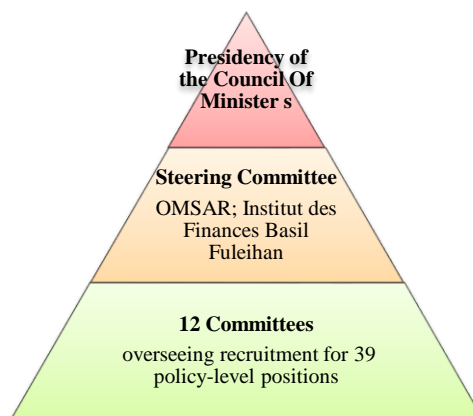 Presidency of
the Council Of
Minister s
Steering Committee
OMSAR; Institut des
Finances Basil
Fuleihan
12 Committees
overseeing recruitment for 39
policy-level positions